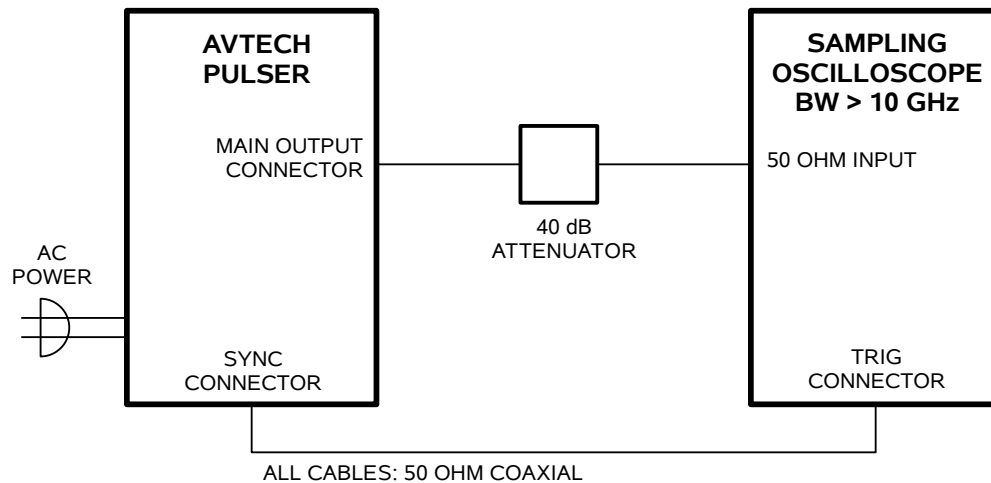 AVTECH
PULSER
MAIN OUTPUT
CONNECTOR
SYNC
CONNECTOR
AC
POWER
40 dB
ATTENUATOR
SAMPLING
OSCILLOSCOPE
BW > 10 GHz
50 OHM INPUT
TRIG
CONNECTOR
ALL CABLES: 50 OHM COAXIAL